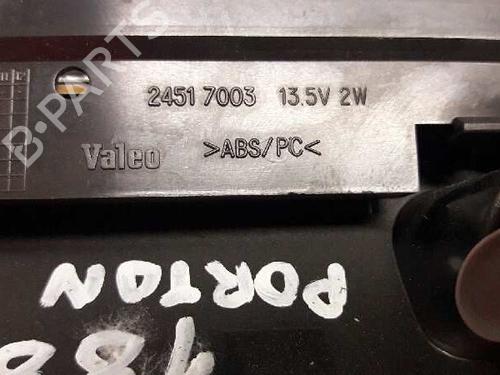 2451 7003 13.5V 2W
Valeo >ABS/PC<
PORTON
B-PARTS